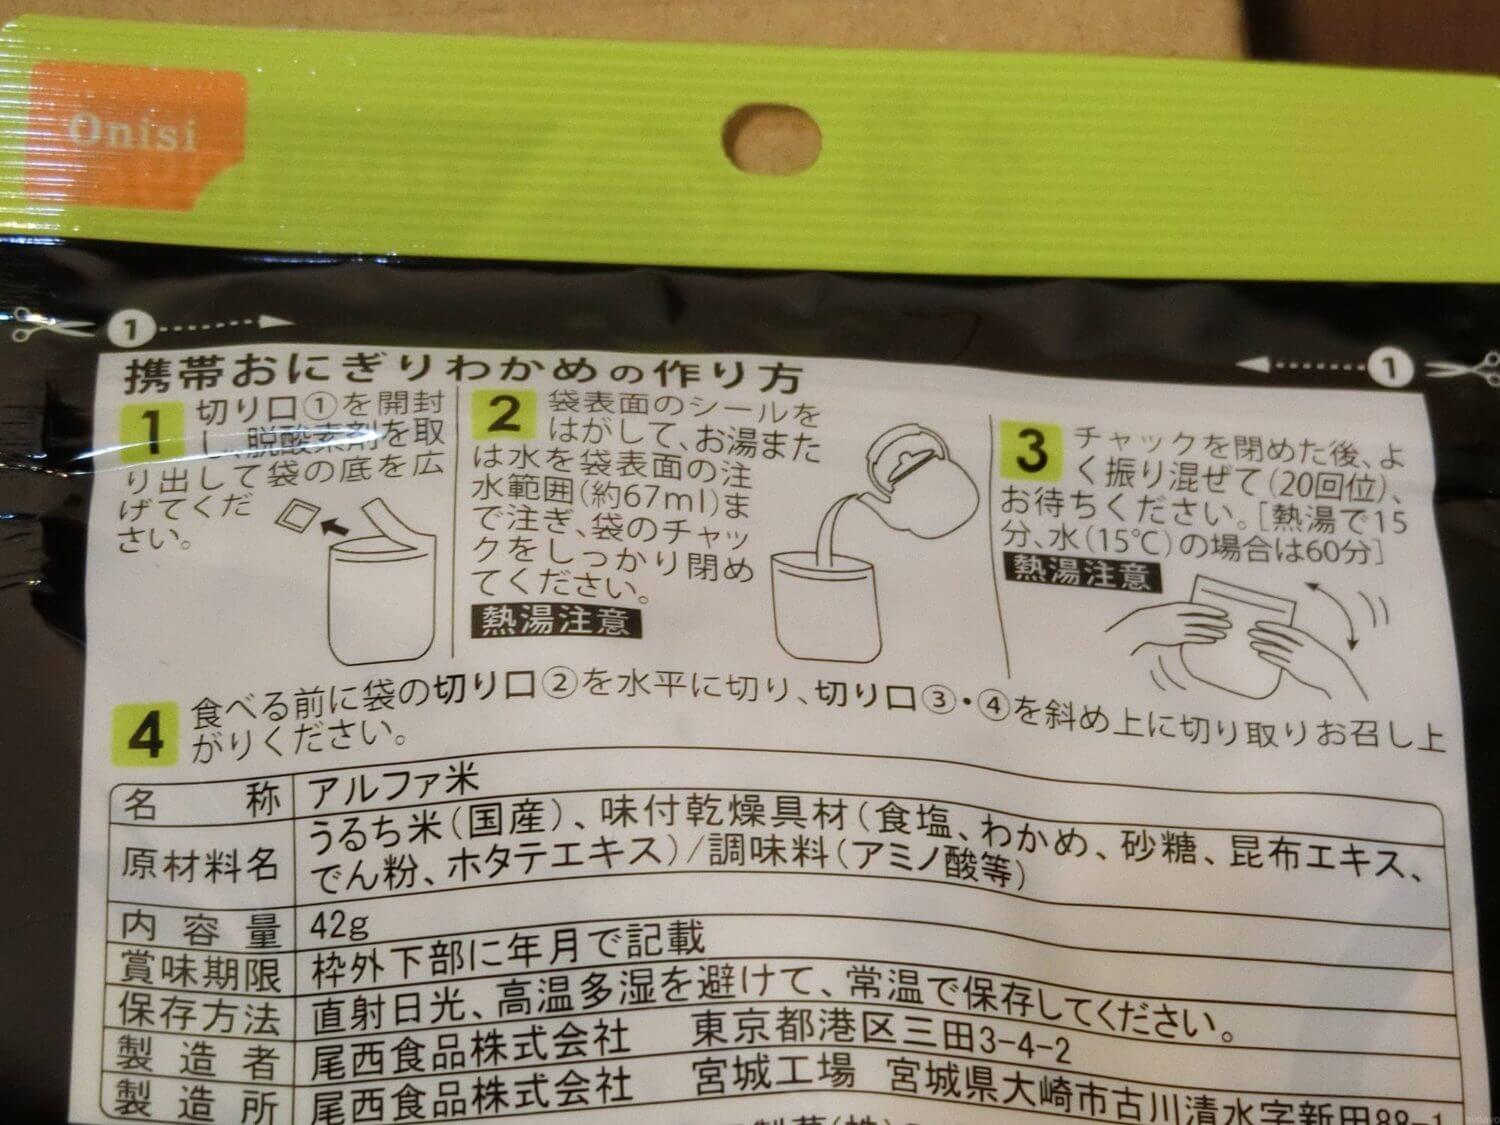 Onisi
1
1
携帯おにぎりわかめの作り方
1 切り口①を開封
し、脱酸素剤を取
り出して袋の底を広
げてくだ
さい。
2 袋表面のシールを
はがして、お湯また
は水を袋表面の注
水範囲(約67ml)ま
で注ぎ、袋のチャッ
クをしっかり閉め
てください。
熱湯注意
3 チャックを閉めた後、よ
く振り混ぜて(20回位)、
お待ちください。[熱湯で15
分、水(15℃)の場合は60分]
熱湯注意
4 食べる前に袋の切り口②を水平に切り、切り口③・④を斜め上に切り取りお召し上
がりください。
名称 アルファ米
原材料名 うるち米(国産)、味付乾燥具材(食塩、わかめ、砂糖、昆布エキス、
でん粉、ホタテエキス)/調味料(アミノ酸等)
内容量 42g
賞味期限 枠外下部に年月で記載
保存方法 直射日光、高温多湿を避けて、常温で保存してください。
製造者 尾西食品株式会社 東京都港区三田3-4-2
製造所 尾西食品株式会社 宮城工場 宮城県大崎市古川清水字新田88-1